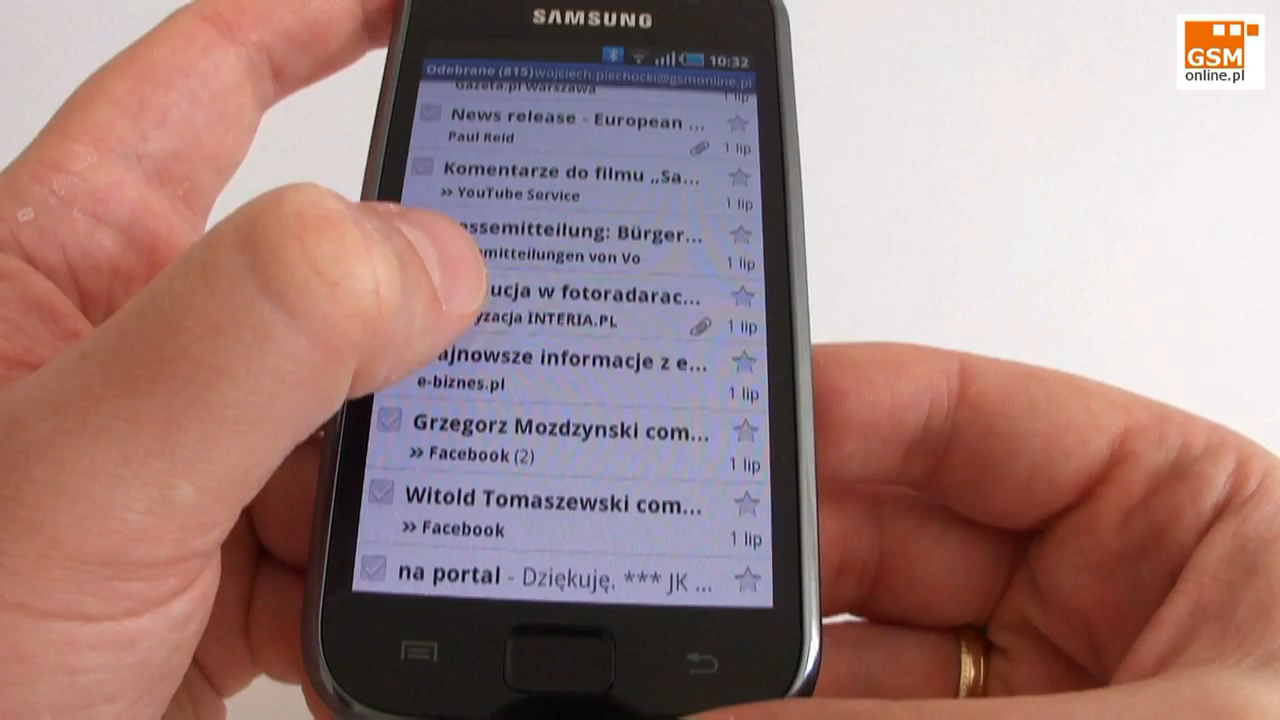 SAMSUNG
GSM
online.pl
10:32
Odebrane (815) wojciech.piechocki@gsmonline.pl
Gazeta.pl Warszawa
1 lip
News release - European ...
Paul Reid
1 lip
Komentarze do filmu „Sa...
» YouTube Service
1 lip
essemitteilung: Bürger...
emitteilungen von Vo
1 lip
ucja w fotoradarac...
yzacja INTERIA.PL
1 lip
ajnowsze informacje z e...
e-biznes.pl
1 lip
Grzegorz Mozdzynski com...
» Facebook (2)
1 lip
Witold Tomaszewski com...
» Facebook
1 lip
na portal - Dziękuję. *** JK ...